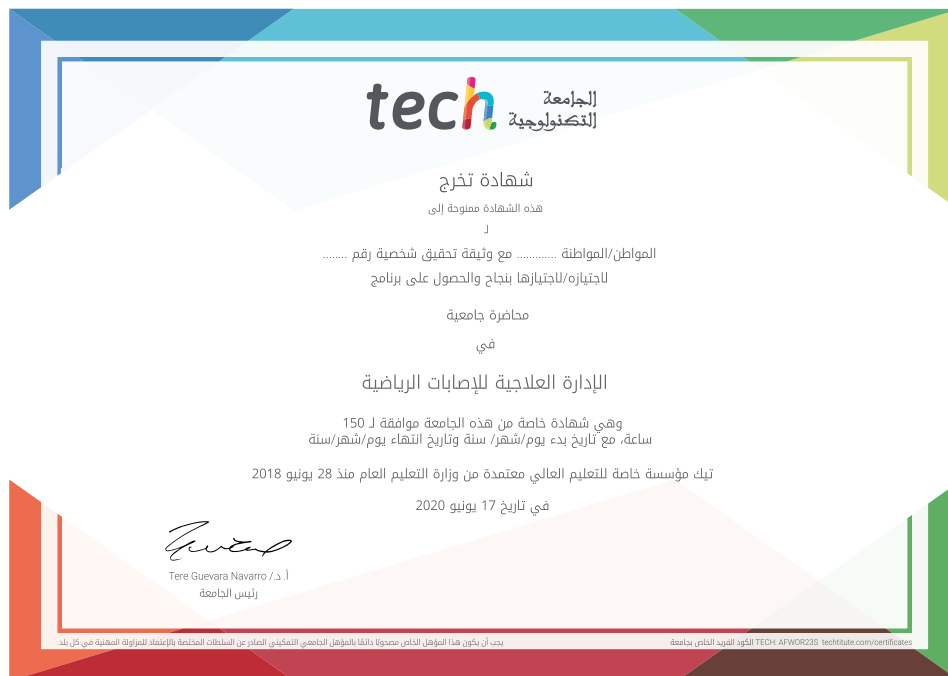 tech
الجامعة
التكنولوجية
شهادة تخرج
هذه الشهادة ممنوحة إلى
لـ
المواطن/المواطنة ............. مع وثيقة تحقيق شخصية رقم ........
لاجتيازه/لاجتيازها بنجاح والحصول على برنامج
محاضرة جامعية
في
الإدارة العلاجية للإصابات الرياضية
وهي شهادة خاصة من هذه الجامعة موافقة لـ 150
ساعة، مع تاريخ بدء يوم/شهر/ سنة وتاريخ انتهاء يوم/شهر/سنة
تيك مؤسسة خاصة للتعليم العالي معتمدة من وزارة التعليم العام منذ 28 يونيو 2018
في تاريخ 17 يونيو 2020
أ. د./ Tere Guevara Navarro
رئيس الجامعة
يجب أن يكون هذا المؤهل الخاص مصحوبًا دائمًا بالمؤهل الجامعي التمكيني الصادر عن السلطات المختصة بالإعتماد للمزاولة المهنية في كل بلد.
الكود الفريد الخاص بجامعة TECH: AFWOR23S techtitute.com/certificates